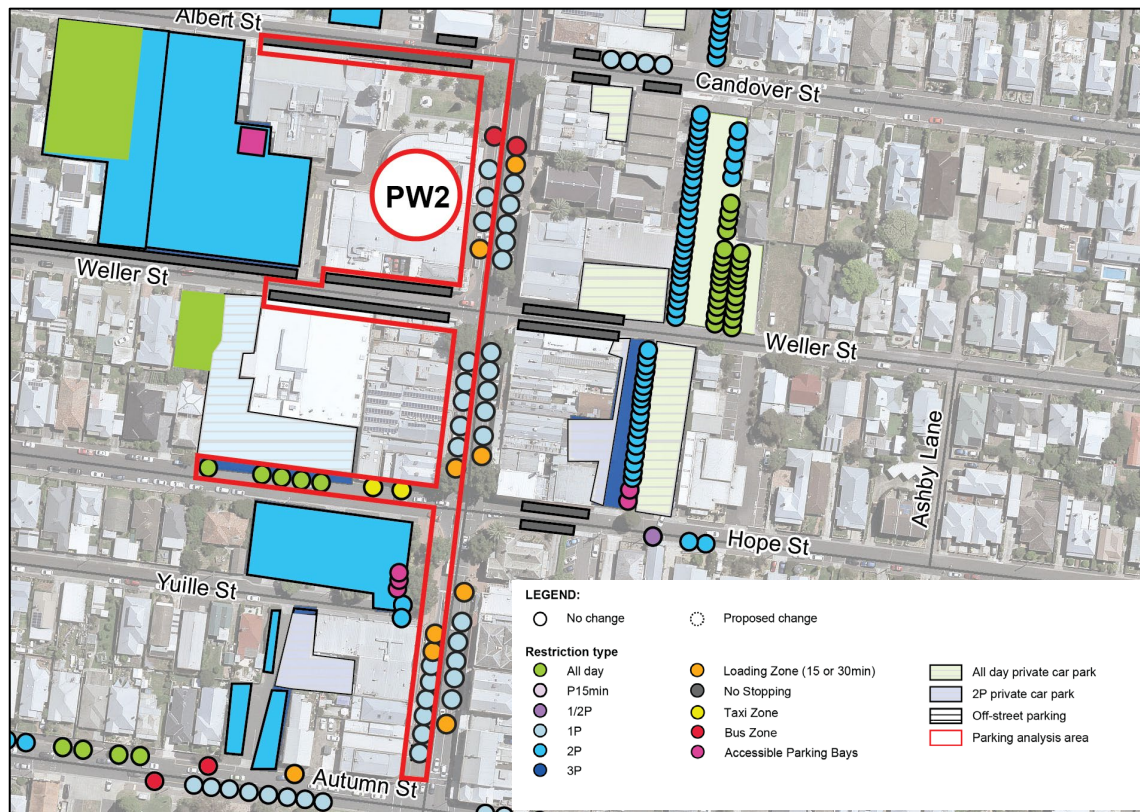 Albert St
Candover St
PW2
Weller St
Weller St
Ashby Lane
Hope St
Yuille St
Autumn St
LEGEND:
No change
Proposed change
Restriction type
All day
P15min
1/2P
1P
2P
3P
Loading Zone (15 or 30min)
No Stopping
Taxi Zone
Bus Zone
Accessible Parking Bays
All day private car park
2P private car park
Off-street parking
Parking analysis area